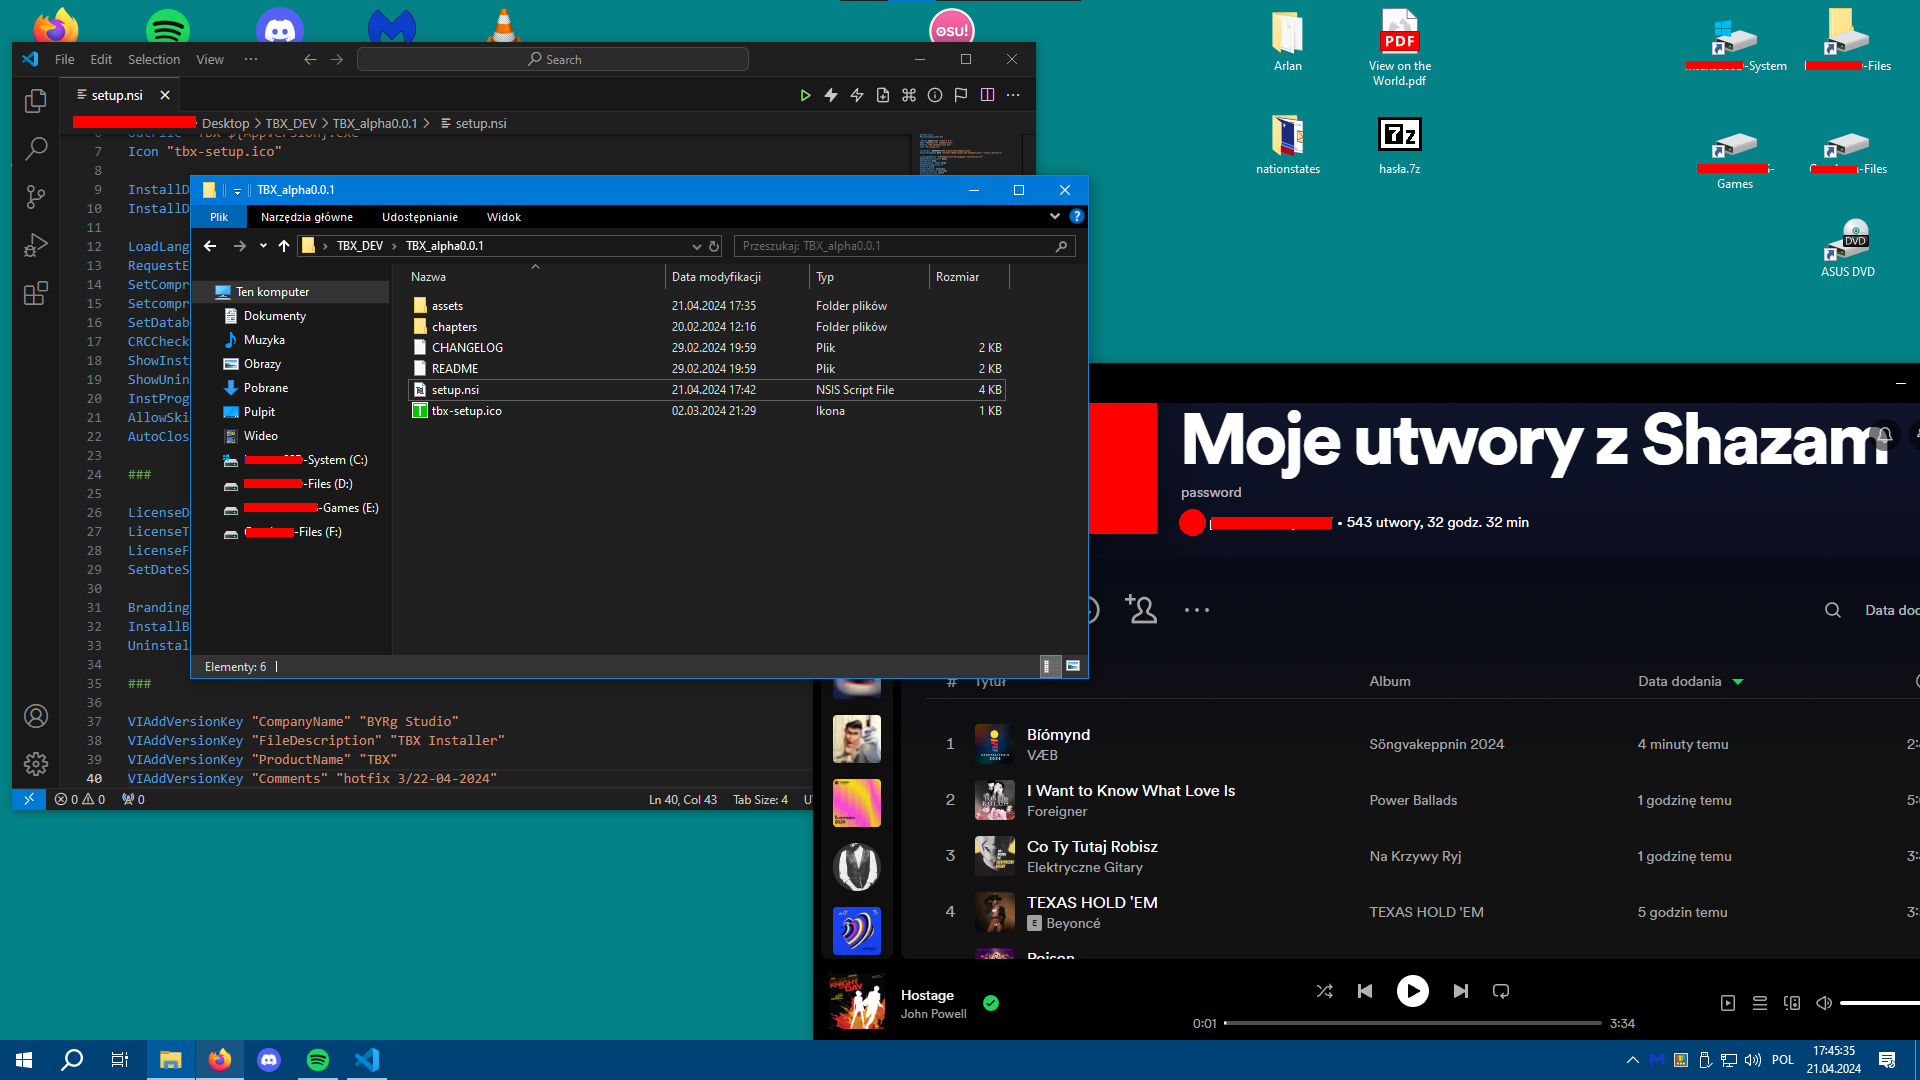 osu!
File Edit Selection View ···
Search
setup.nsi
Desktop > TBX_DEV > TBX_alpha0.0.1 > setup.nsi
7 Icon "tbx-setup.ico"
8
9 InstallD
10 InstallD
11
12 LoadLang
13 RequestE
14 SetCompr
15 Setcompr
16 SetDatab
17 CRCCheck
18 ShowInst
19 ShowUnin
20 InstProg
21 AllowSki
22 AutoClos
23
24 ###
25
26 LicenseD
27 LicenseT
28 LicenseF
29 SetDateS
30
31 Branding
32 InstallB
33 Uninstal
34
35 ###
36
37 VIAddVersionKey "CompanyName" "BYRg Studio"
38 VIAddVersionKey "FileDescription" "TBX Installer"
39 VIAddVersionKey "ProductName" "TBX"
40 VIAddVersionKey "Comments" "hotfix 3/22-04-2024"
0 0 0
Ln 40, Col 43 Tab Size: 4
TBX_alpha0.0.1
Plik Narzędzia główne Udostępnianie Widok
TBX_DEV > TBX_alpha0.0.1
Przeszukaj: TBX_alpha0.0.1
Ten komputer
Dokumenty
Muzyka
Obrazy
Pobrane
Pulpit
Wideo
-System (C:)
-Files (D:)
-Games (E:)
-Files (F:)
Nazwa Data modyfikacji Typ Rozmiar
assets 21.04.2024 17:35 Folder plików
chapters 20.02.2024 12:16 Folder plików
CHANGELOG 29.02.2024 19:59 Plik 2 KB
README 29.02.2024 19:59 Plik 2 KB
setup.nsi 21.04.2024 17:42 NSIS Script File 4 KB
tbx-setup.ico 02.03.2024 21:29 Ikona 1 KB
Elementy: 6
Arlan
PDF
View on the
World.pdf
nationstates
7z
hasła.7z
-System
-Files
Games
-Files
DVD
ASUS DVD
Moje utwory z Shazam
password
• 543 utwory, 32 godz. 32 min
# Tytuł Album Data dodania
1 Bíómynd
VÆB
Söngvakeppnin 2024
4 minuty temu
2 I Want to Know What Love Is
Foreigner
Power Ballads
1 godzinę temu
3 Co Ty Tutaj Robisz
Elektryczne Gitary
Na Krzywy Ryj
1 godzinę temu
4 TEXAS HOLD 'EM
E Beyoncé
TEXAS HOLD 'EM
5 godzin temu
Poison
Hostage
John Powell
0:01
3:34
POL
17:45:35
21.04.2024